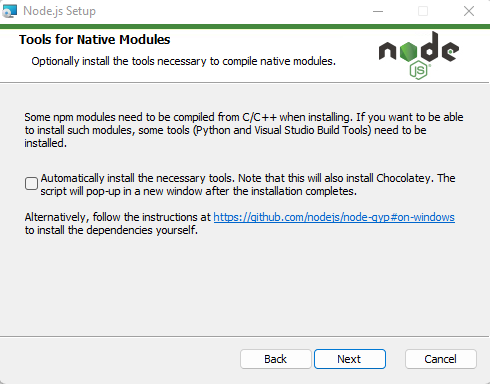 Node.js Setup
Tools for Native Modules
Optionally install the tools necessary to compile native modules.
node
JS
Some npm modules need to be compiled from C/C++ when installing. If you want to be able
to install such modules, some tools (Python and Visual Studio Build Tools) need to be
installed.
Automatically install the necessary tools. Note that this will also install Chocolatey. The
script will pop-up in a new window after the installation completes.
Alternatively, follow the instructions at https://github.com/nodejs/node-gyp#on-windows
to install the dependencies yourself.
Back
Next
Cancel